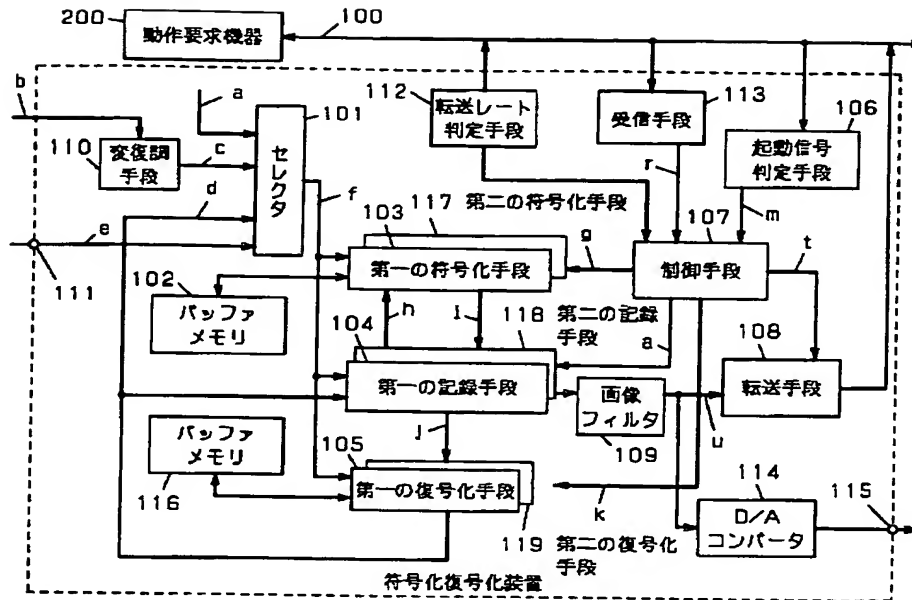 200
動作要求機器
100
b
a
101
112
転送レート
判定手段
113
受信手段
106
起動信号
判定手段
110
変復調
手段
c
セレクタ
d
f
e
111
r
m
117 第二の符号化手段
103
第一の符号化手段
g
107
制御手段
t
102
バッファ
メモリ
h
I
118 第二の記録
手段
104
第一の記録手段
a
108
転送手段
画像
フィルタ
109
u
バッファ
メモリ
116
J
105
第一の復号化手段
k
114
D/A
コンバータ
115
119 第二の復号化
手段
符号化復号化装置